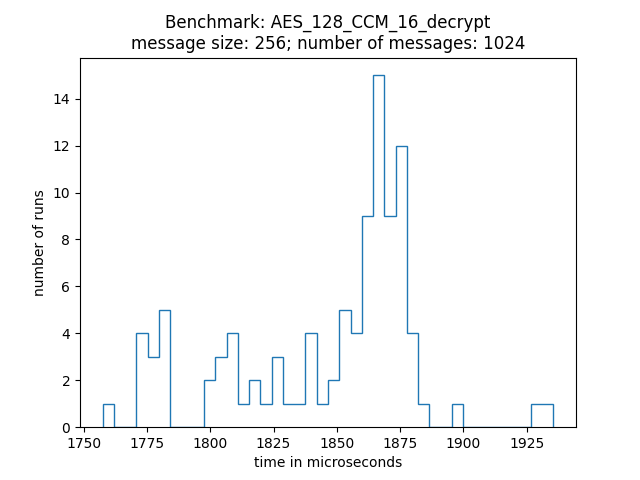 Benchmark: AES_128_CCM_16_decrypt
message size: 256; number of messages: 1024
number of runs
14
12
10
8
6
4
2
0
1750 1775 1800 1825 1850 1875 1900 1925
time in microseconds